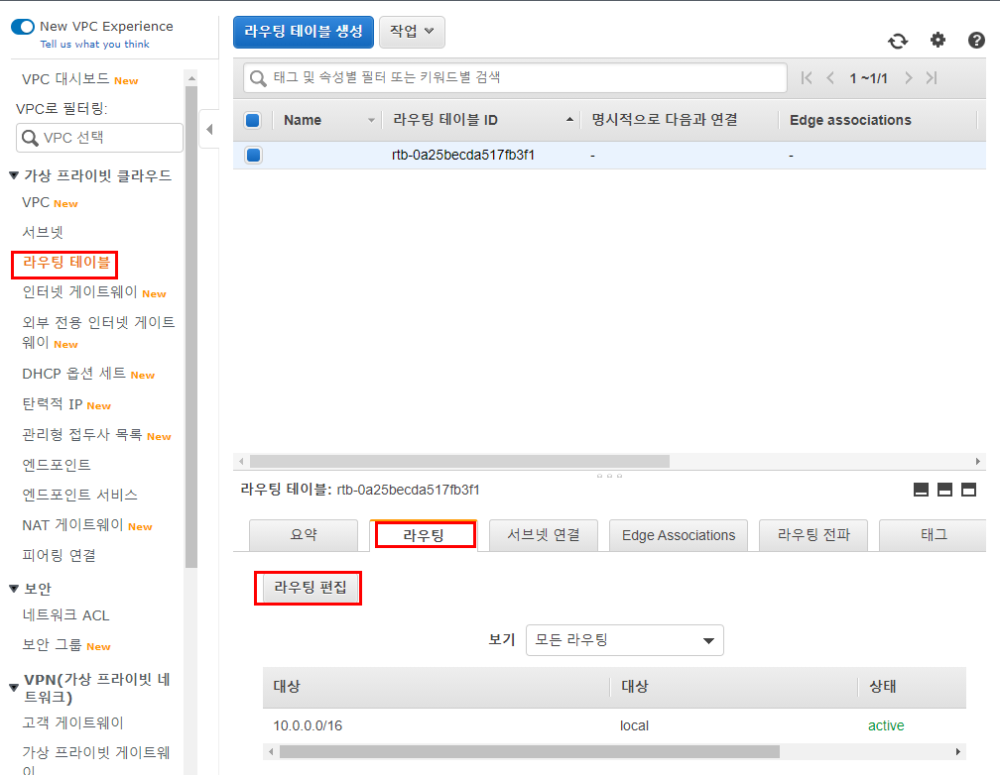 New VPC Experience
Tell us what you think
VPC 대시보드 New
VPC로 필터링:
VPC 선택
가상 프라이빗 클라우드
VPC New
서브넷
라우팅 테이블
인터넷 게이트웨이 New
외부 전용 인터넷 게이트
웨이 New
DHCP 옵션 세트 New
탄력적 IP New
관리형 접두사 목록 New
엔드포인트
엔드포인트 서비스
NAT 게이트웨이 New
피어링 연결
보안
네트워크 ACL
보안 그룹 New
VPN(가상 프라이빗 네
트워크)
고객 게이트웨이
가상 프라이빗 게이트웨
이
라우팅 테이블 생성 작업
태그 및 속성별 필터 또는 키워드별 검색 1 ~1/1
Name 라우팅 테이블 ID 명시적으로 다음과 연결 Edge associations
rtb-0a25becda517fb3f1 - -
라우팅 테이블: rtb-0a25becda517fb3f1
요약 라우팅 서브넷 연결 Edge Associations 라우팅 전파 태그
라우팅 편집
보기 모든 라우팅
대상 대상 상태
10.0.0.0/16 local active